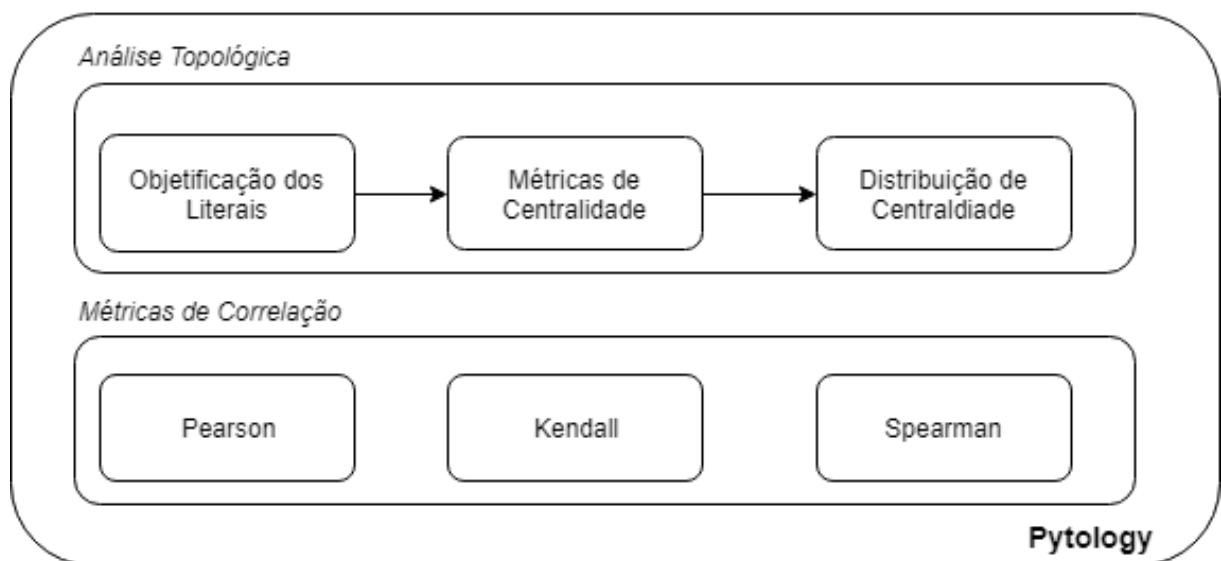 Análise Topológica
Objetificação dos
Literais
Métricas de
Centralidade
Distribuição de
Centraldiade
Métricas de Correlação
Pearson
Kendall
Spearman
Pytology